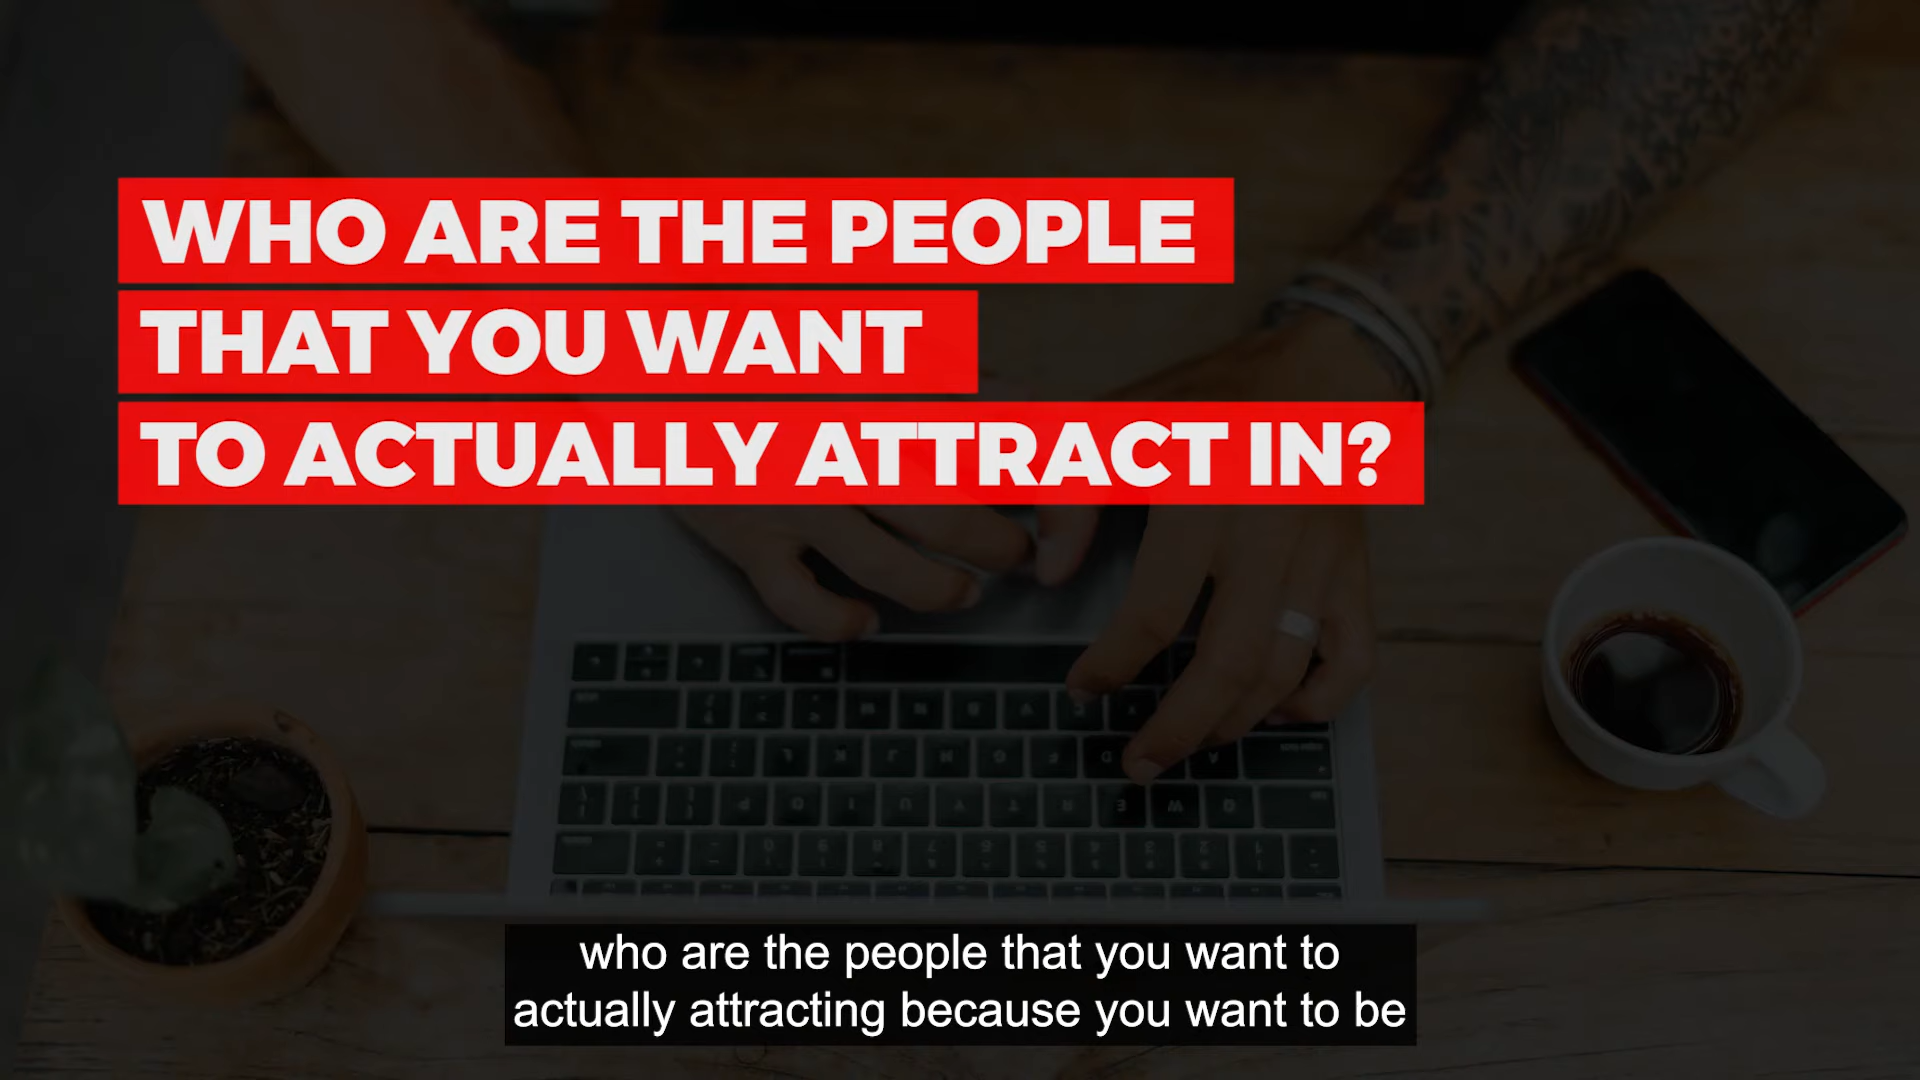 WHO ARE THE PEOPLE
THAT YOU WANT
TO ACTUALLY ATTRACT IN?
who are the people that you want to
actually attracting because you want to be